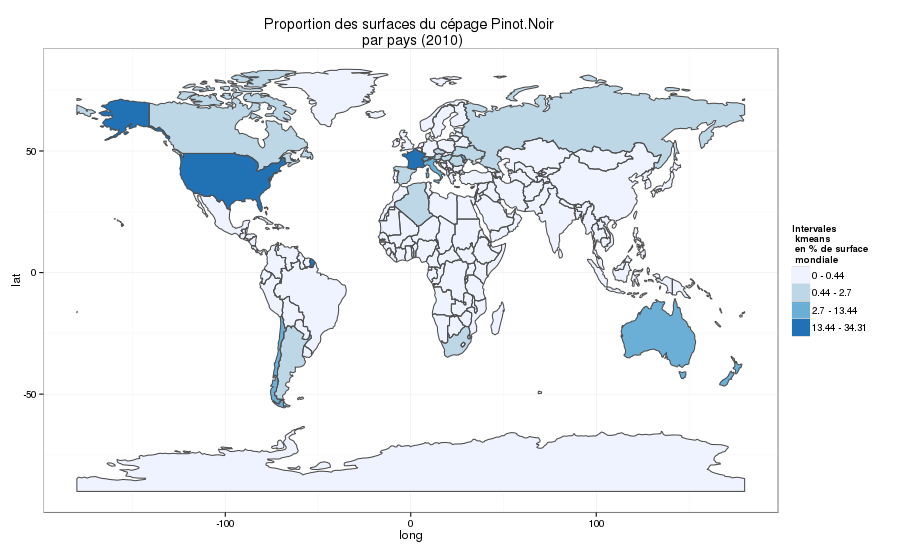 Proportion des surfaces du cépage Pinot.Noir
par pays (2010)
50
0
-50
lat
-100
0
100
long
Intervales
kmeans
en % de surface
mondiale
0 - 0.44
0.44 - 2.7
2.7 - 13.44
13.44 - 34.31